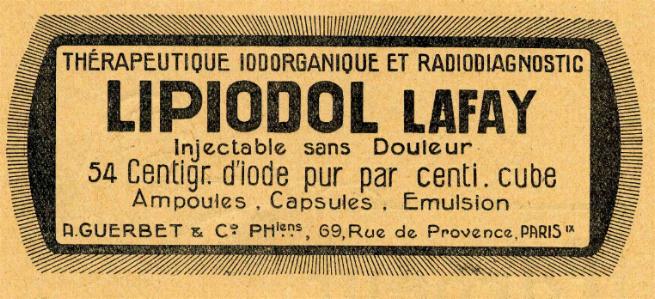 THÉRAPEUTIQUE IODORGANIQUE ET RADIODIAGNOSTIC
LIPIODOL LAFAY
Injectable sans Douleur
54 Centigr. d'iode pur par centi. cube
Ampoules, Capsules, Emulsion
A. GUERBET & Cº PHiens, 69, Rue de Provence, PARIS IX